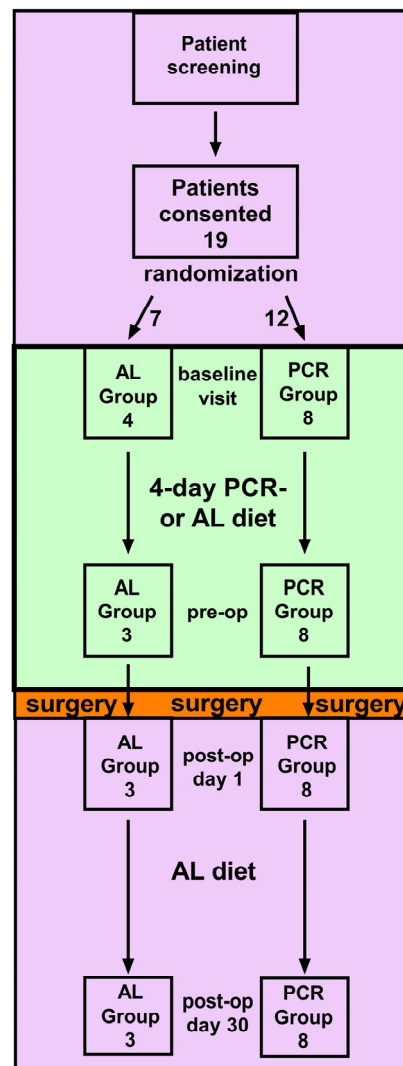 Patient
screening
Patients
consented
19
randomization
7
12
AL
Group
4
baseline
visit
PCR
Group
8
4-day PCR-
or AL diet
AL
Group
3
pre-op
PCR
Group
8
surgery surgery surgery
AL
Group
3
post-op
day 1
PCR
Group
8
AL diet
AL
Group
3
post-op
day 30
PCR
Group
8